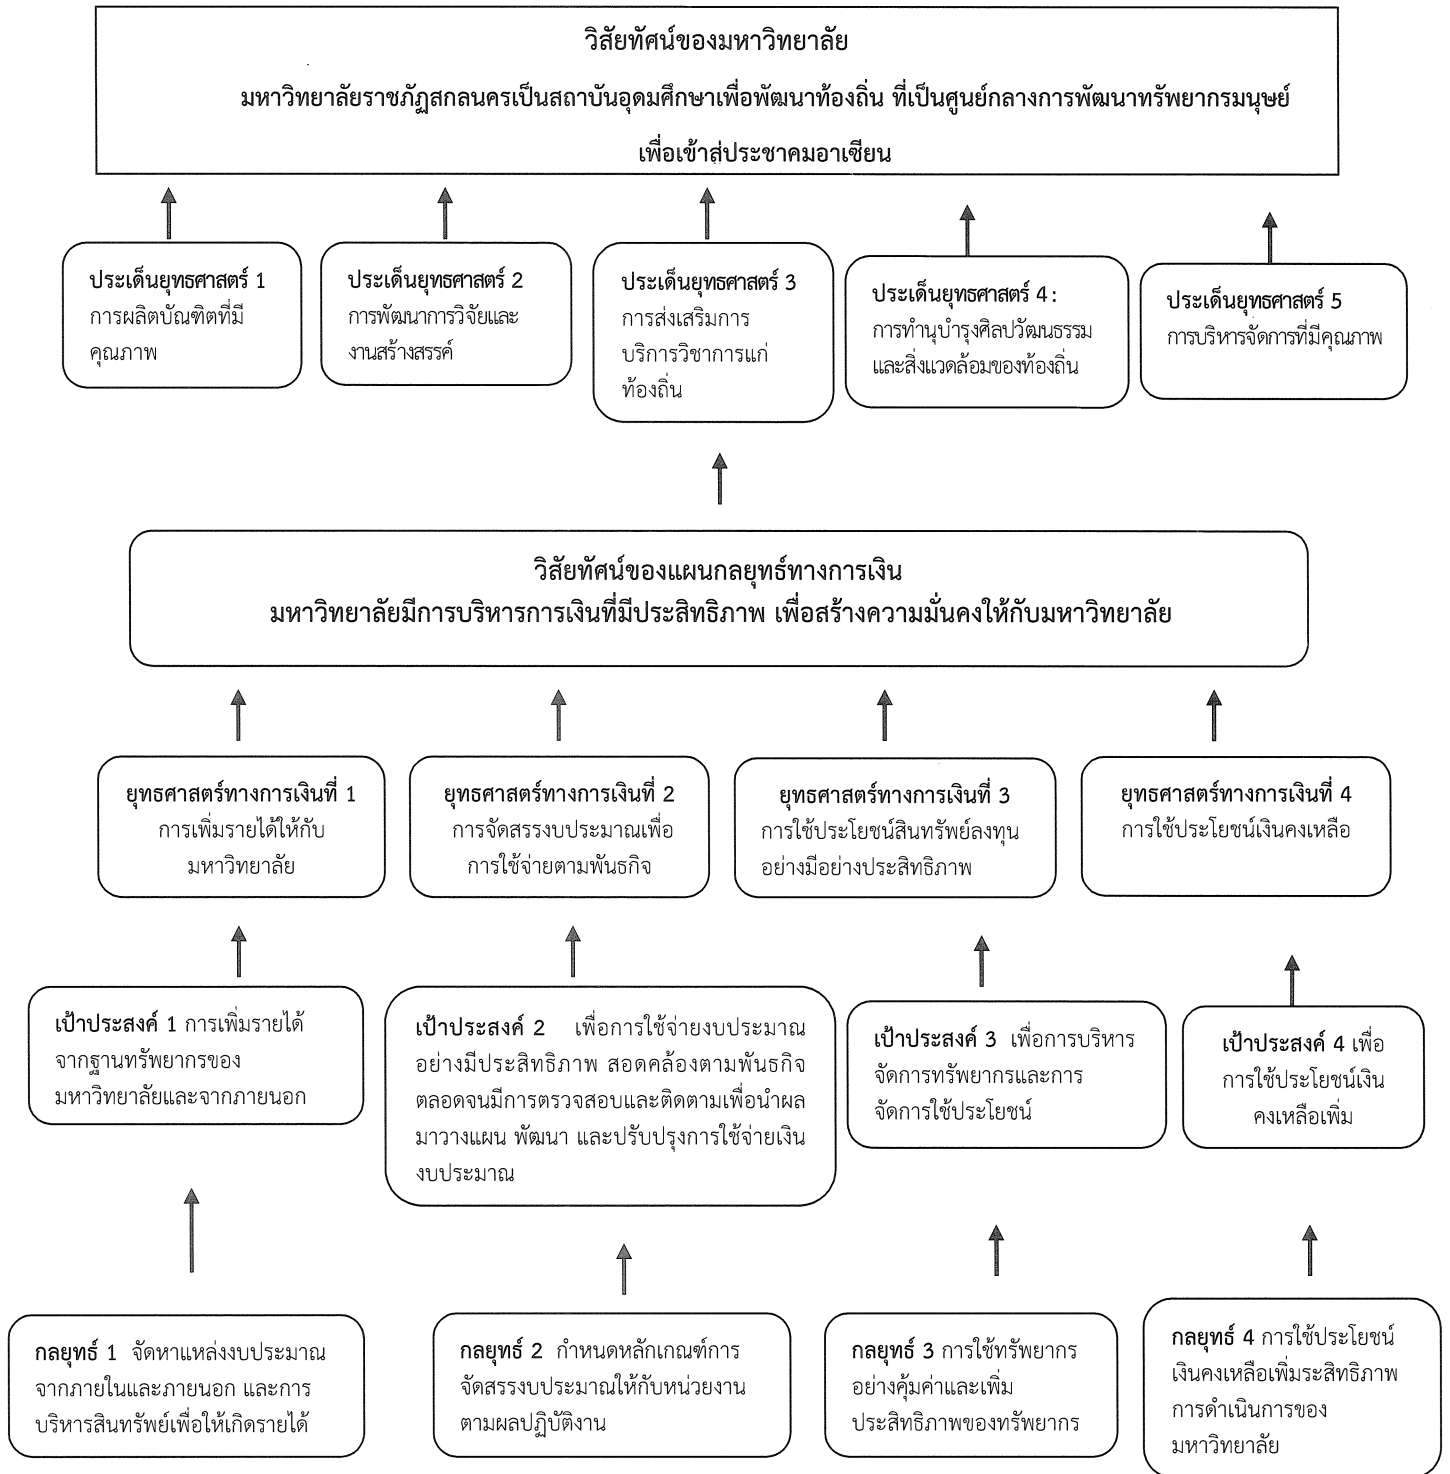 วิสัยทัศน์ของมหาวิทยาลัย
มหาวิทยาลัยราชภัฏสกลนครเป็นสถาบันอุดมศึกษาเพื่อพัฒนาท้องถิ่น ที่เป็นศูนย์กลางการพัฒนาทรัพยากรมนุษย์
เพื่อเข้าสู่ประชาคมอาเซียน
ประเด็นยุทธศาสตร์ 1
การผลิตบัณฑิตที่มี
คุณภาพ
ประเด็นยุทธศาสตร์ 2
การพัฒนาการวิจัยและ
งานสร้างสรรค์
ประเด็นยุทธศาสตร์ 3
การส่งเสริมการ
บริการวิชาการแก่
ท้องถิ่น
ประเด็นยุทธศาสตร์ 4 :
การทำนุบำรุงศิลปวัฒนธรรม
และสิ่งแวดล้อมของท้องถิ่น
ประเด็นยุทธศาสตร์ 5
การบริหารจัดการที่มีคุณภาพ
วิสัยทัศน์ของแผนกลยุทธ์ทางการเงิน
มหาวิทยาลัยมีการบริหารการเงินที่มีประสิทธิภาพ เพื่อสร้างความมั่นคงให้กับมหาวิทยาลัย
ยุทธศาสตร์ทางการเงินที่ 1
การเพิ่มรายได้ให้กับ
มหาวิทยาลัย
ยุทธศาสตร์ทางการเงินที่ 2
การจัดสรรงบประมาณเพื่อ
การใช้จ่ายตามพันธกิจ
ยุทธศาสตร์ทางการเงินที่ 3
การใช้ประโยชน์สินทรัพย์ลงทุน
อย่างมีอย่างประสิทธิภาพ
ยุทธศาสตร์ทางการเงินที่ 4
การใช้ประโยชน์เงินคงเหลือ
เป้าประสงค์ 1 การเพิ่มรายได้
จากฐานทรัพยากรของ
มหาวิทยาลัยและจากภายนอก
เป้าประสงค์ 2 เพื่อการใช้จ่ายงบประมาณ
อย่างมีประสิทธิภาพ สอดคล้องตามพันธกิจ
ตลอดจนมีการตรวจสอบและติดตามเพื่อนำผล
มาวางแผน พัฒนา และปรับปรุงการใช้จ่ายเงิน
งบประมาณ
เป้าประสงค์ 3 เพื่อการบริหาร
จัดการทรัพยากรและการ
จัดการใช้ประโยชน์
เป้าประสงค์ 4 เพื่อ
การใช้ประโยชน์เงิน
คงเหลือเพิ่ม
กลยุทธ์ 1 จัดหาแหล่งงบประมาณ
จากภายในและภายนอก และการ
บริหารสินทรัพย์เพื่อให้เกิดรายได้
กลยุทธ์ 2 กำหนดหลักเกณฑ์การ
จัดสรรงบประมาณให้กับหน่วยงาน
ตามผลปฏิบัติงาน
กลยุทธ์ 3 การใช้ทรัพยากร
อย่างคุ้มค่าและเพิ่ม
ประสิทธิภาพของทรัพยากร
กลยุทธ์ 4 การใช้ประโยชน์
เงินคงเหลือเพิ่มระสิทธิภาพ
การดำเนินการของ
มหาวิทยาลัย